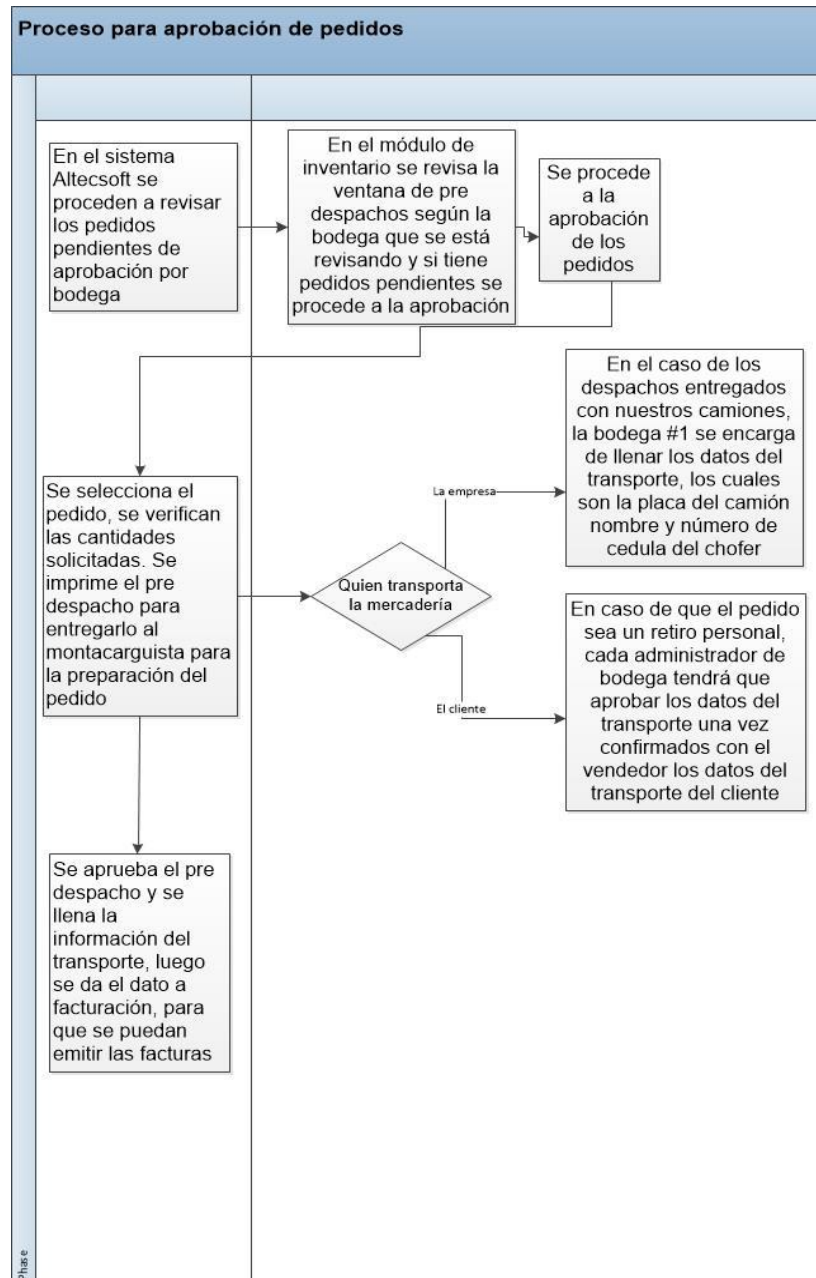 Proceso para aprobación de pedidos
En el sistema
Altecsoft se
proceden a revisar
los pedidos
pendientes de
aprobación por
bodega
En el módulo de
inventario se revisa la
ventana de pre
despachos según la
bodega que se está
revisando y si tiene
pedidos pendientes se
procede a la aprobación
Se procede
a la
aprobación
de los
pedidos
Se selecciona el
pedido, se verifican
las cantidades
solicitadas. Se
imprime el pre
despacho para
entregarlo al
montacarguista para
la preparación del
pedido
Quien transporta
la mercadería
La empresa
En el caso de los
despachos entregados
con nuestros camiones,
la bodega #1 se encarga
de llenar los datos del
transporte, los cuales
son la placa del camión
nombre y número de
cedula del chofer
El cliente
En caso de que el pedido
sea un retiro personal,
cada administrador de
bodega tendrá que
aprobar los datos del
transporte una vez
confirmados con el
vendedor los datos del
transporte del cliente
Se aprueba el pre
despacho y se
llena la
información del
transporte, luego
se da el dato a
facturación, para
que se puedan
emitir las facturas
Phase